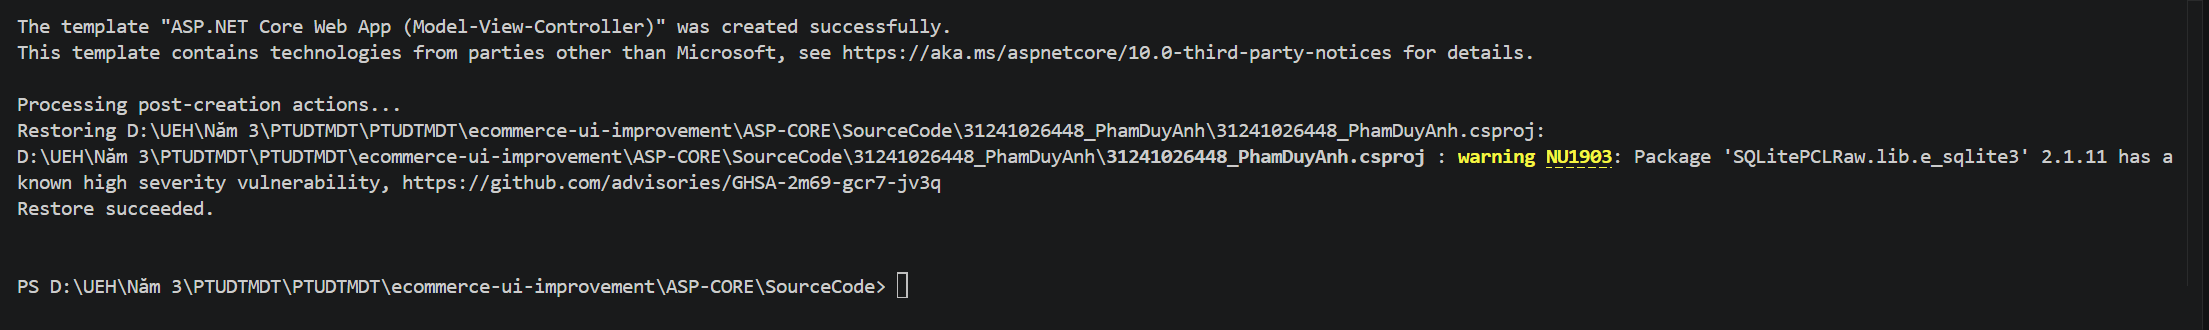 The template "ASP.NET Core Web App (Model-View-Controller)" was created successfully.
This template contains technologies from parties other than Microsoft, see https://aka.ms/aspnetcore/10.0-third-party-notices for details.
Processing post-creation actions...
Restoring D:\UEH\Năm 3\PTUDTMDT\PTUDTMDT\ecommerce-ui-improvement\ASP-CORE\SourceCode\31241026448_PhamDuyAnh\31241026448_PhamDuyAnh.csproj:
D:\UEH\Năm 3\PTUDTMDT\PTUDTMDT\ecommerce-ui-improvement\ASP-CORE\SourceCode\31241026448_PhamDuyAnh\31241026448_PhamDuyAnh.csproj : warning NU1903: Package 'SQLitePCLRaw.lib.e_sqlite3' 2.1.11 has a
known high severity vulnerability, https://github.com/advisories/GHSA-2m69-gcr7-jv3q
Restore succeeded.
PS D:\UEH\Năm 3\PTUDTMDT\PTUDTMDT\ecommerce-ui-improvement\ASP-CORE\SourceCode>